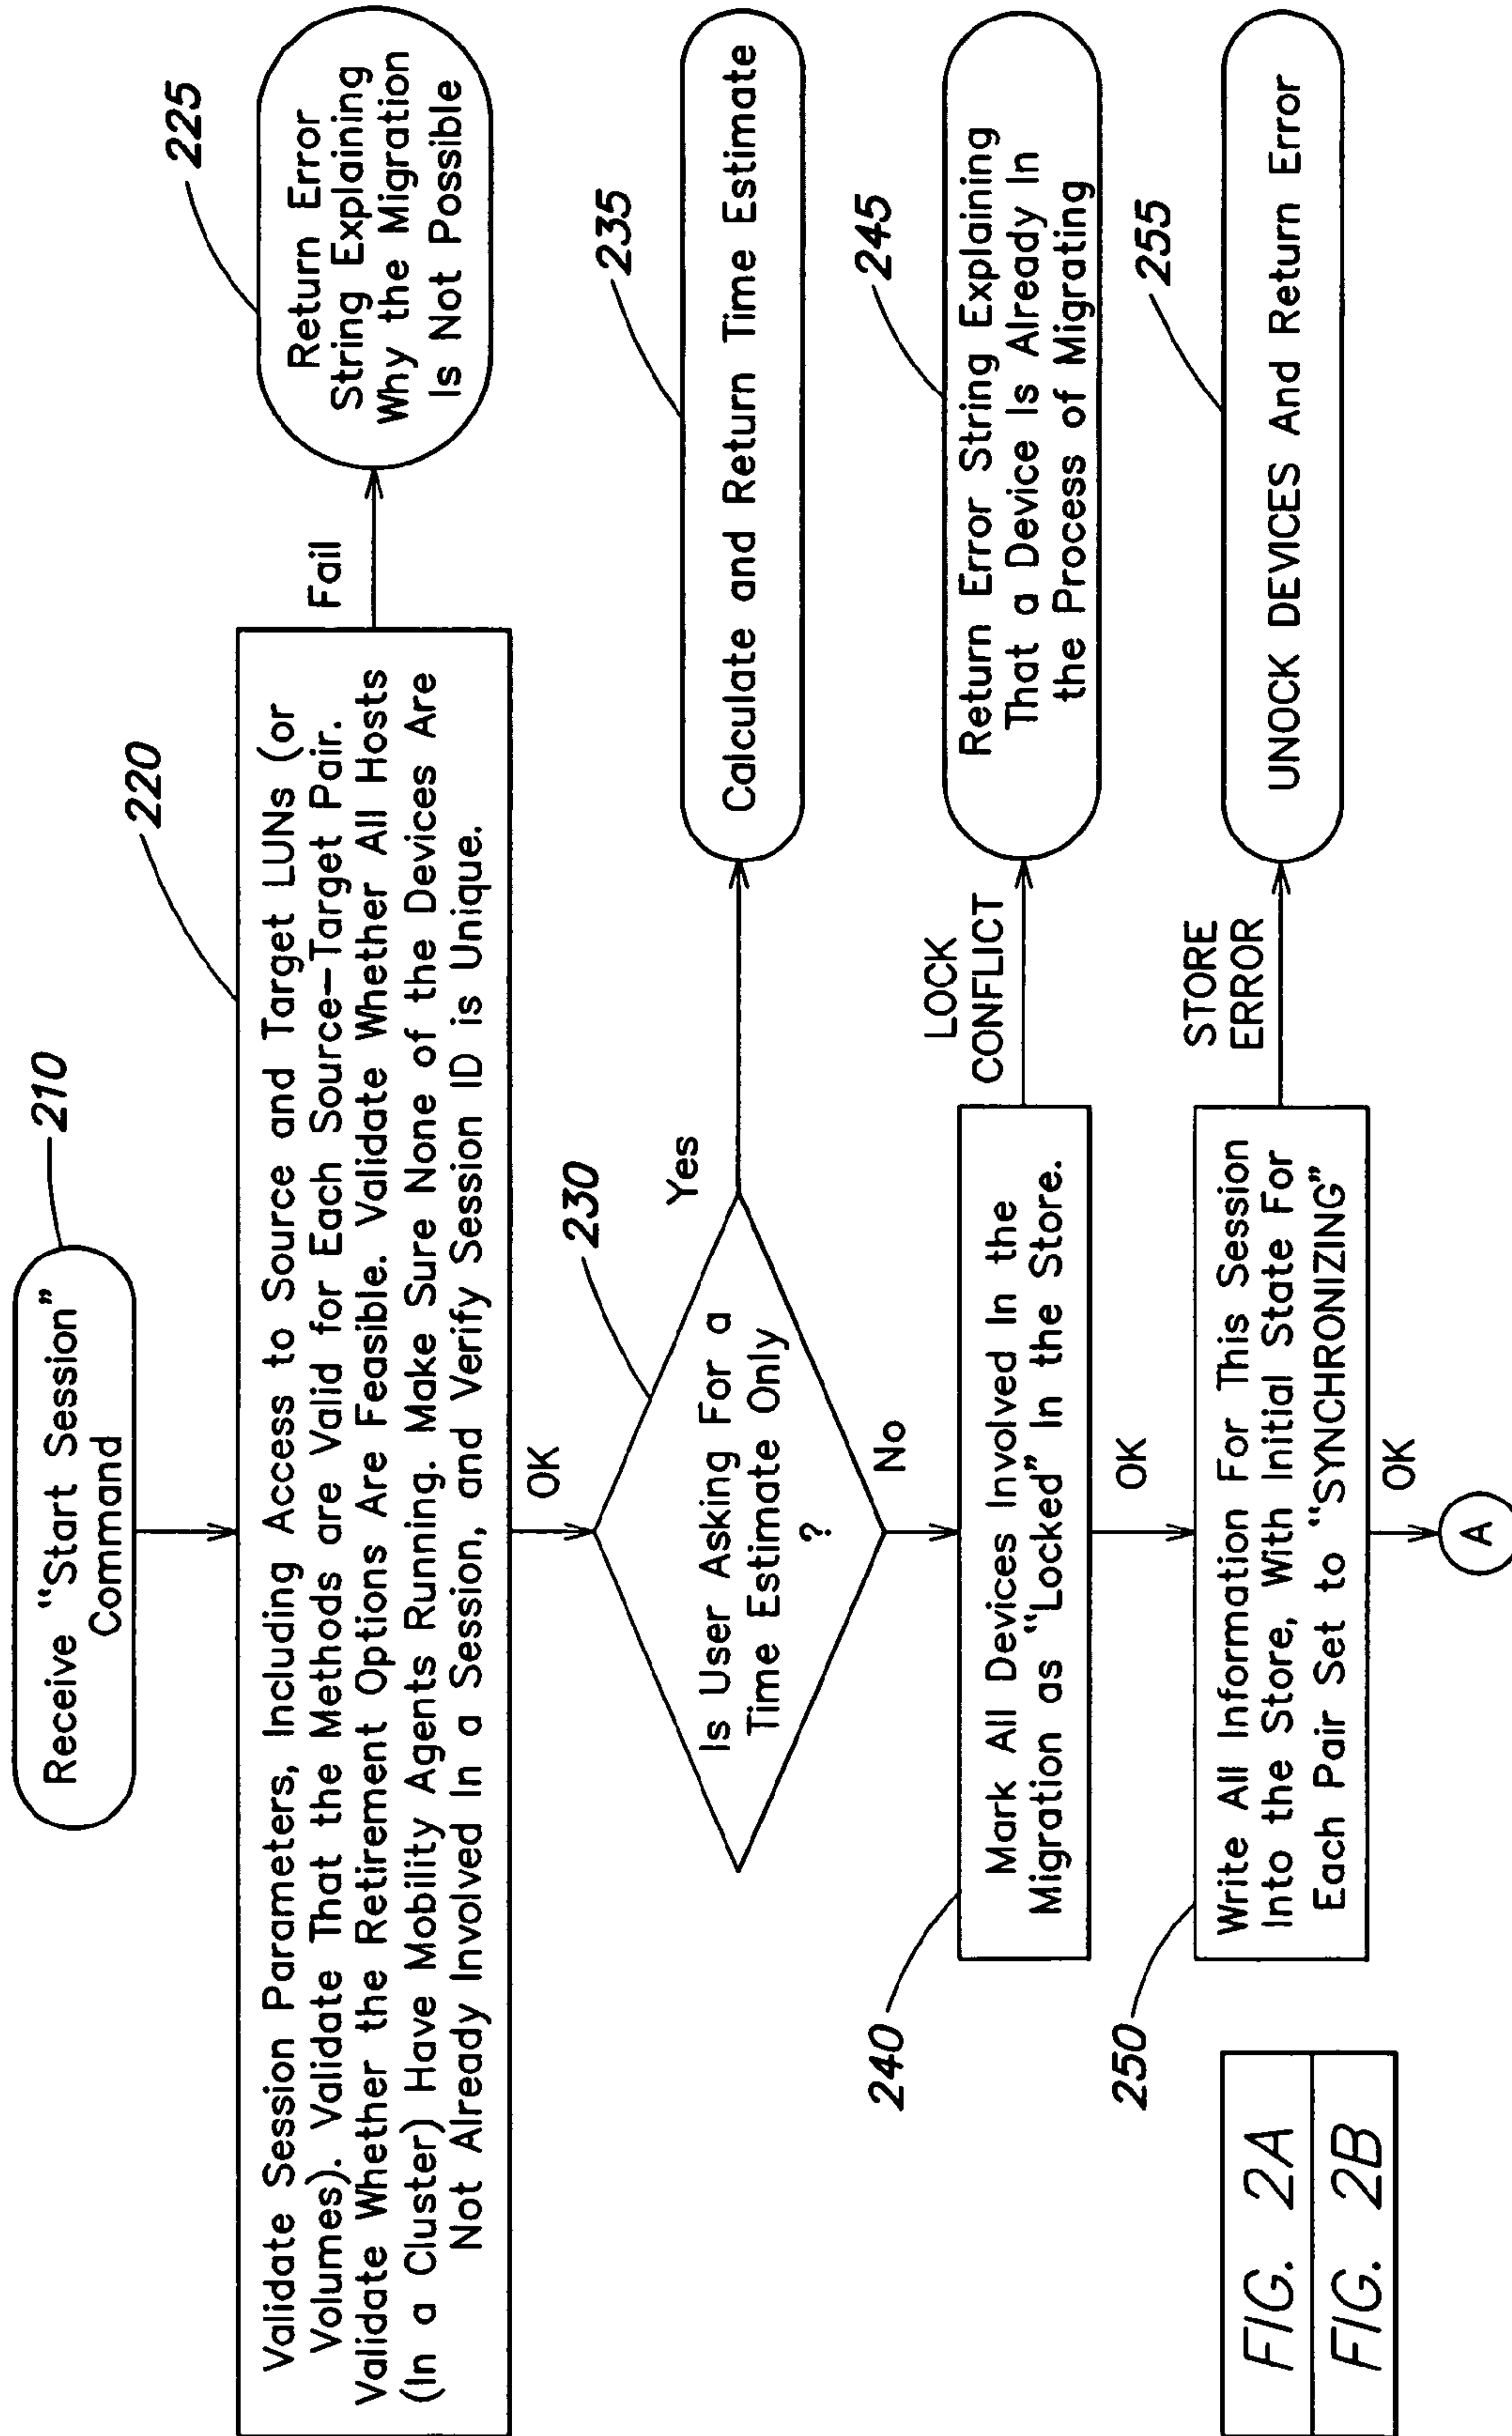 210
Receive “Start Session”
Command
220
Validate Session Parameters, Including Access to Source and Target LUNs (or
Volumes). Validate That the Methods are Valid for Each Source–Target Pair.
Validate Whether the Retirement Options Are Feasible. Validate Whether All Hosts
(In a Cluster) Have Mobility Agents Running. Make Sure None of the Devices Are
Not Already Involved In a Session, and Verify Session ID is Unique.
Fail
225
Return Error
String Explaining
Why the Migration
Is Not Possible
OK
230
Is User Asking For a
Time Estimate Only
?
Yes
235
Calculate and Return Time Estimate
No
240
Mark All Devices Involved In the
Migration as “Locked” In the Store.
LOCK
CONFLICT
245
Return Error String Explaining
That a Device Is Already In
the Process of Migrating
OK
250
Write All Information For This Session
Into the Store, With Initial State For
Each Pair Set to “SYNCHRONIZING”
STORE
ERROR
255
UNOCK DEVICES And Return Error
OK
A
FIG. 2A
FIG. 2B